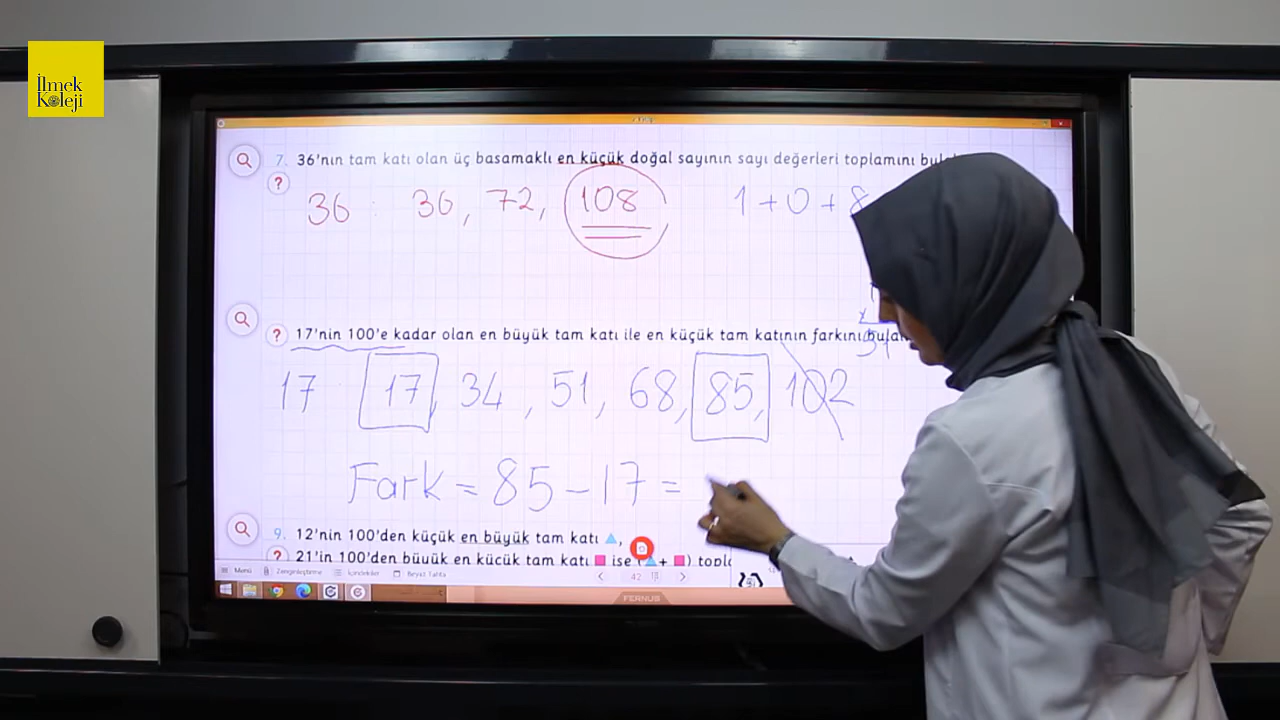 İlmek
Koleji
7. 36'nın tam katı olan üç basamaklı en küçük doğal sayının sayı değerleri toplamını
?
36 : 36, 72, 108 1 + 0 + 8
? 17'nin 100'e kadar olan en büyük tam katı ile en küçük tam katının farkını bulan
51
17 17, 34, 51, 68, 85, 102
Fark = 85 - 17 =
9. 12'nin 100'den küçük en büyük tam katı ▲,
? 21'in 100'den büyük en küçük tam katı ■ ise (▲+ ■)
Menü Zenginleştirme İçindekiler Beyaz Tahta 42
FERNUS